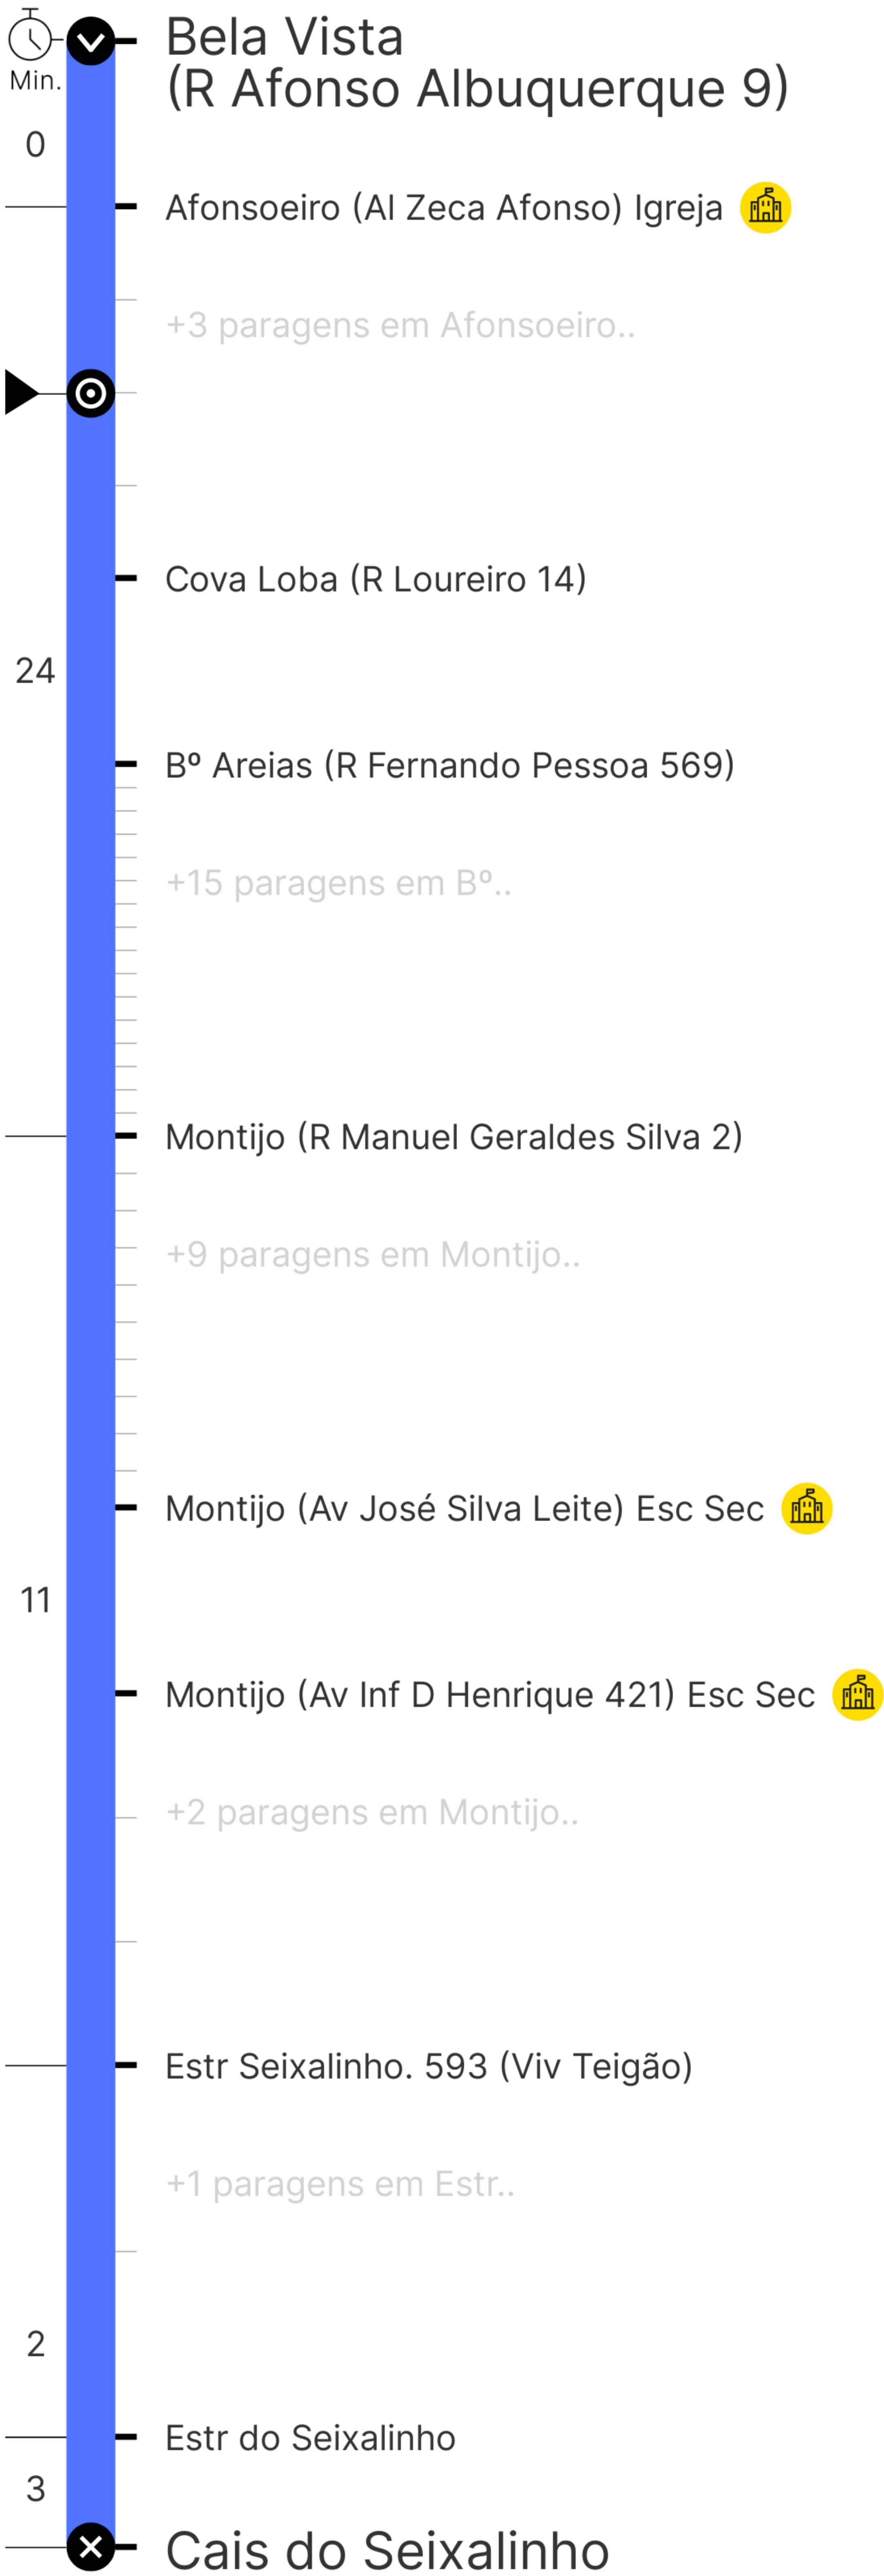 Bela Vista
(R Afonso Albuquerque 9)
Min.
0
Afonsoeiro (Al Zeca Afonso) Igreja
+3 paragens em Afonsoeiro..
Cova Loba (R Loureiro 14)
24
Bº Areias (R Fernando Pessoa 569)
+15 paragens em Bº..
Montijo (R Manuel Geraldes Silva 2)
+9 paragens em Montijo..
Montijo (Av José Silva Leite) Esc Sec
11
Montijo (Av Inf D Henrique 421) Esc Sec
+2 paragens em Montijo..
Estr Seixalinho. 593 (Viv Teigão)
+1 paragens em Estr..
2
Estr do Seixalinho
3
Cais do Seixalinho